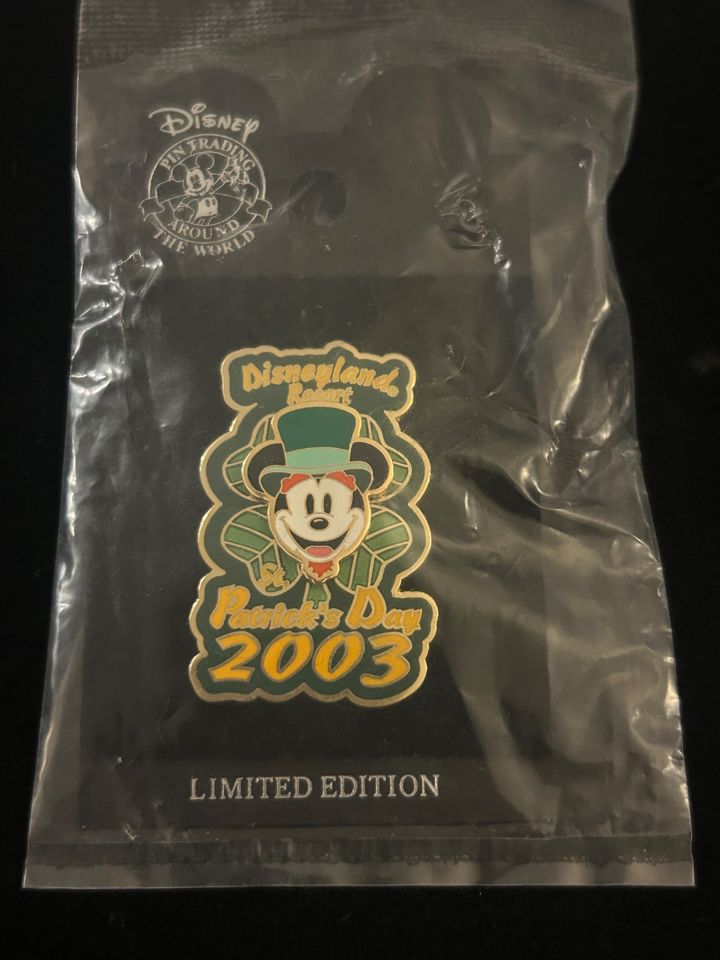 Disney
PIN TRADING
AROUND
THE WORLD
Disneyland®
Resort
St.
Patrick's Day
2003
LIMITED EDITION